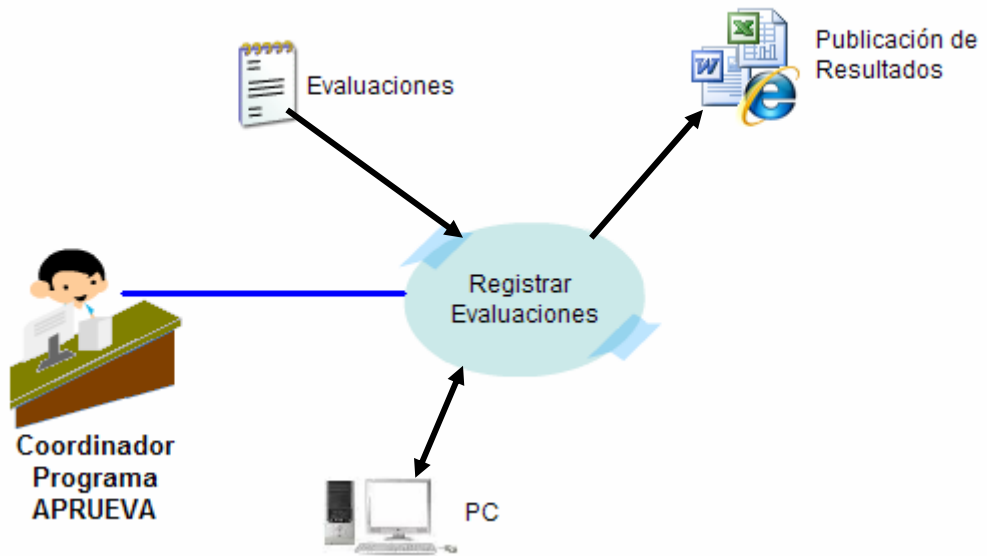 Evaluaciones
Publicación de
Resultados
Registrar
Evaluaciones
Coordinador
Programa
APRUEVA
PC